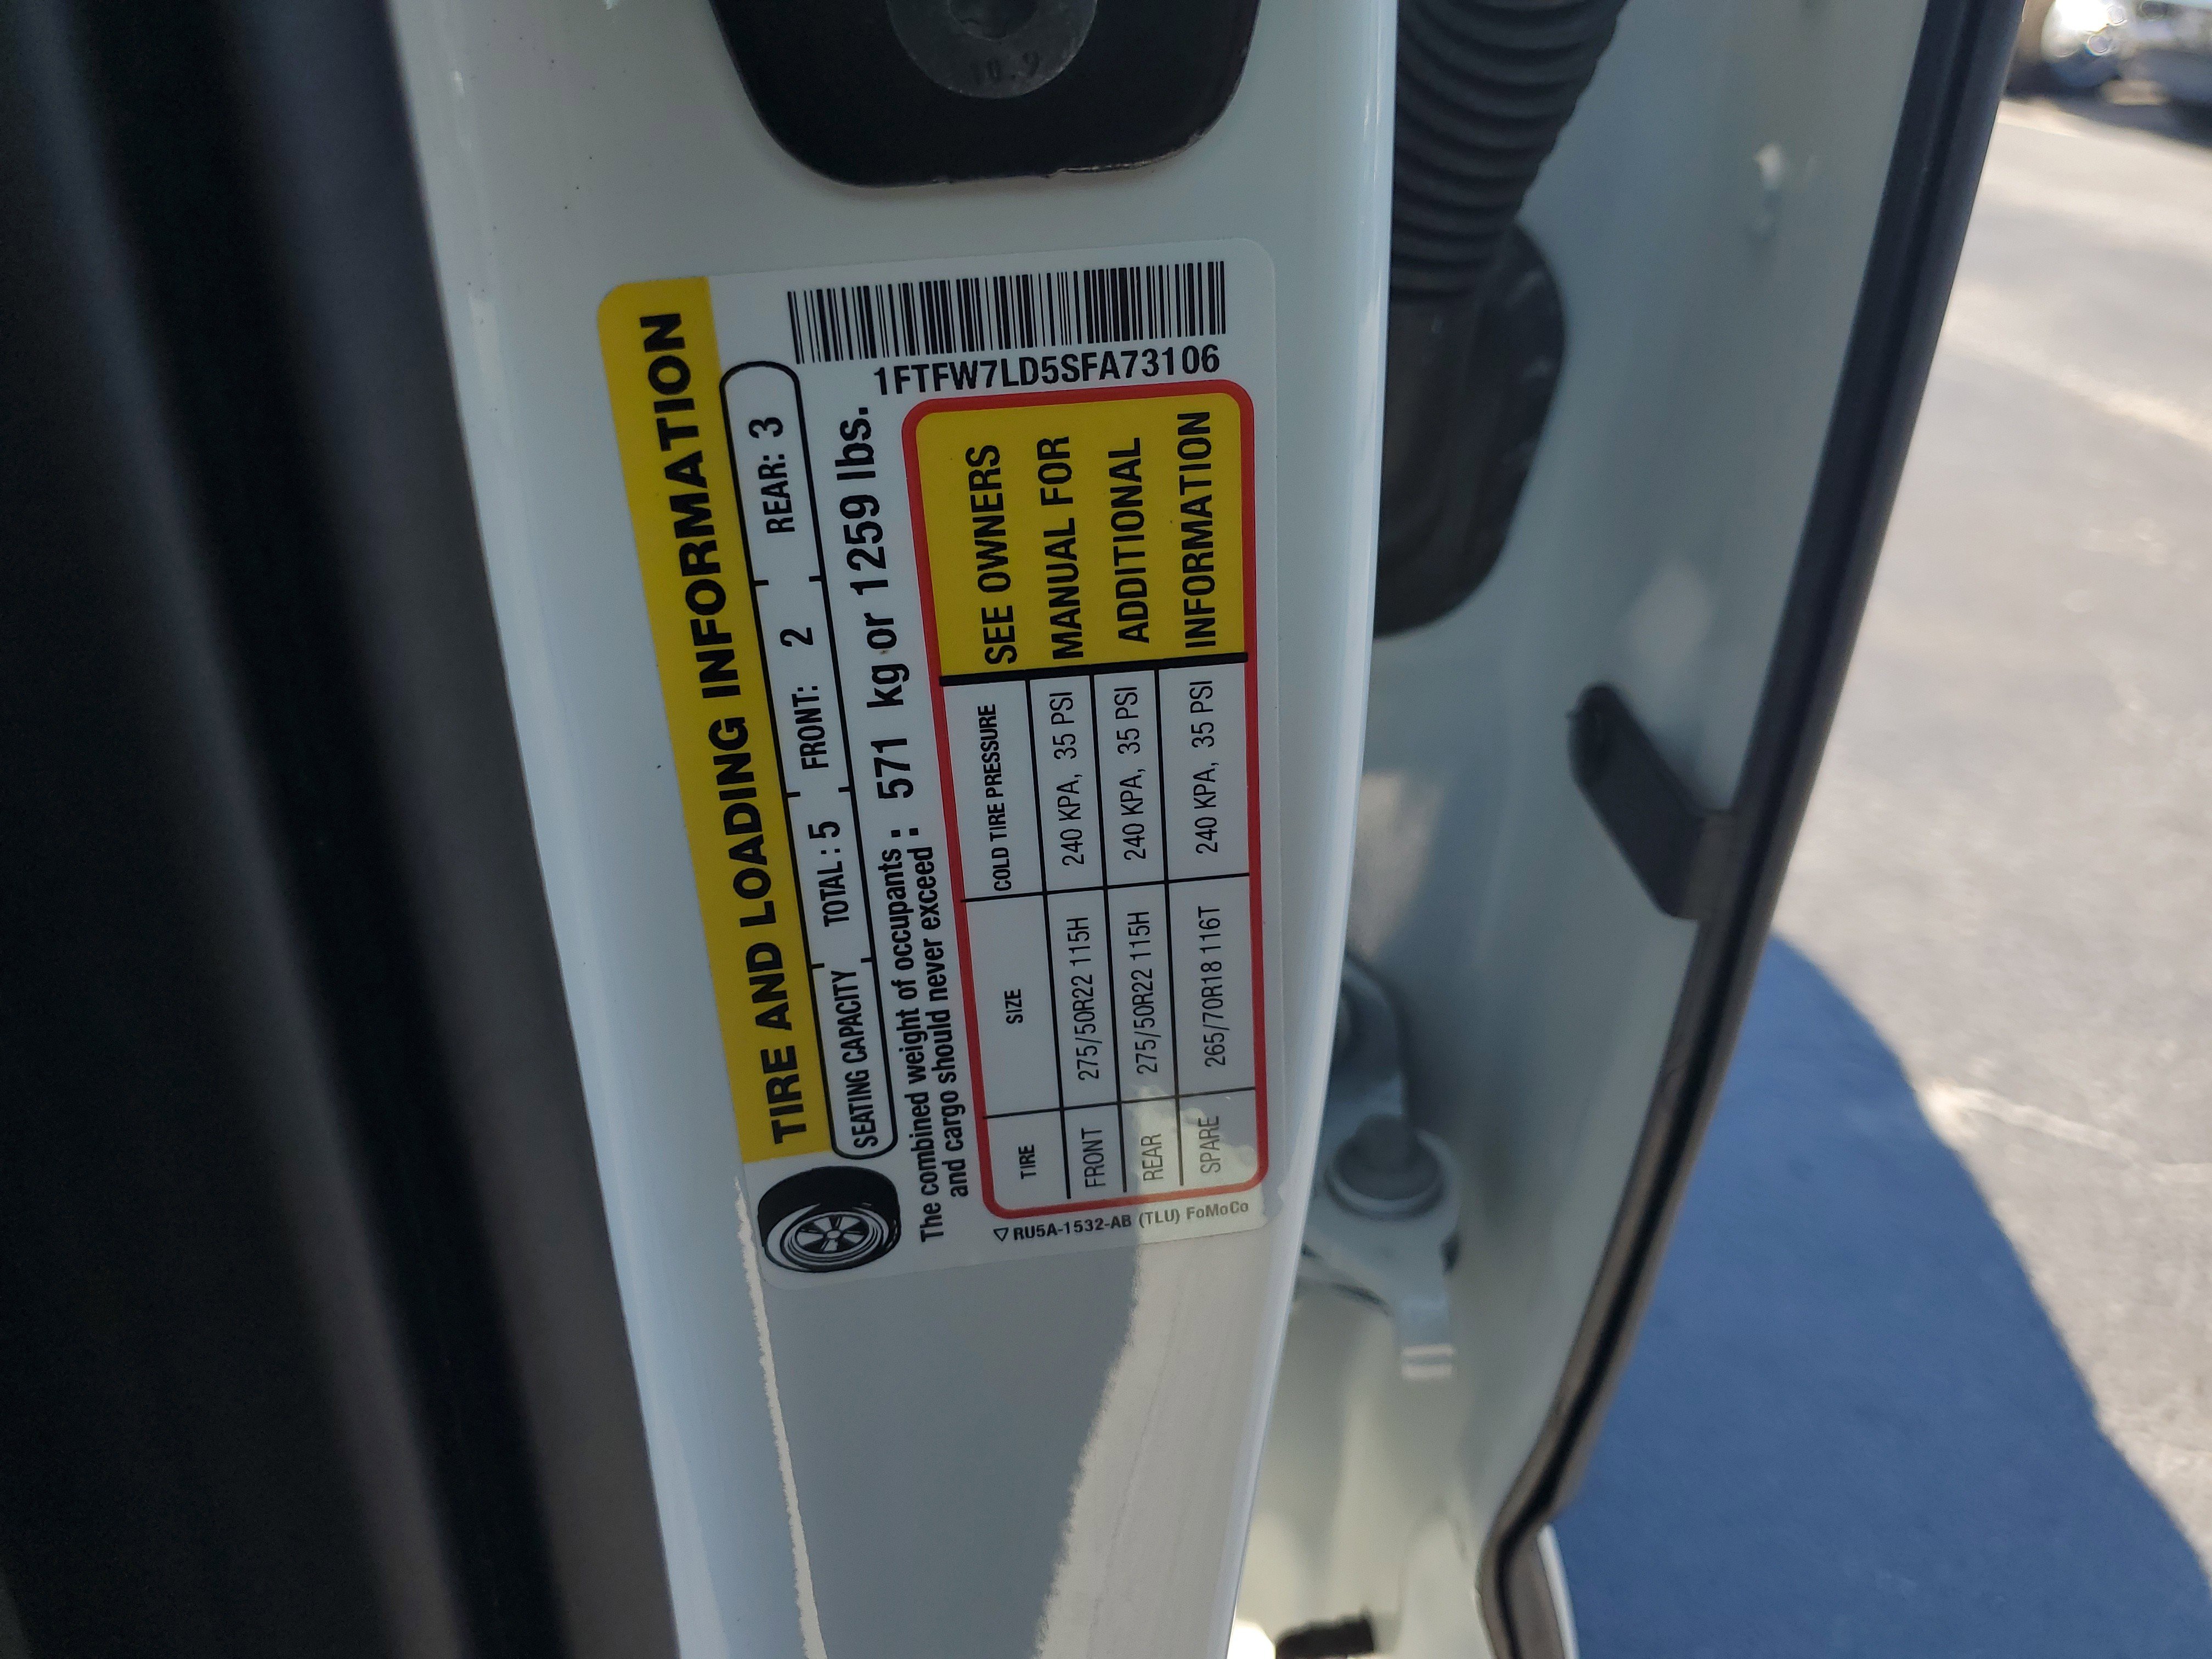 10.9
TIRE AND LOADING INFORMATION
SEATING CAPACITY TOTAL: 5 FRONT: 2 REAR: 3
The combined weight of occupants
and cargo should never exceed : 571 kg or 1259 lbs.
1FTFW7LD5SFA73106
TIRE SIZE COLD TIRE PRESSURE
FRONT 275/50R22 115H 240 KPA, 35 PSI
REAR 275/50R22 115H 240 KPA, 35 PSI
SPARE 265/70R18 116T 240 KPA, 35 PSI
SEE OWNERS
MANUAL FOR
ADDITIONAL
INFORMATION
RU5A-1532-AB (TLU) FoMoCo